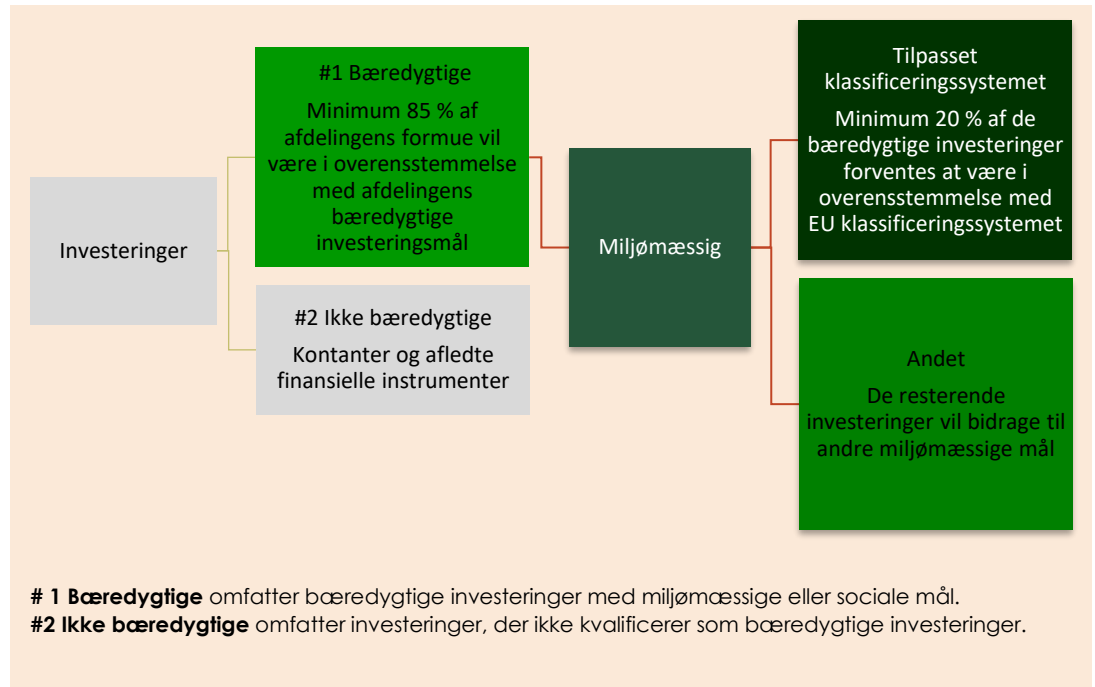 Investeringer
#1 Bæredygtige
Minimum 85 % af
afdelingens formue vil
være i overensstemmelse
med afdelingens
bæredygtige
investeringsmål
#2 Ikke bæredygtige
Kontanter og afledte
finansielle instrumenter
Miljømæssig
Tilpasset
klassificeringssystemet
Minimum 20 % af de
bæredygtige investeringer
forventes at være i
overensstemmelse med
EU klassificeringssystemet
Andet
De resterende
investeringer vil bidrage til
andre miljømæssige mål
# 1 Bæredygtige omfatter bæredygtige investeringer med miljømæssige eller sociale mål.
#2 Ikke bæredygtige omfatter investeringer, der ikke kvalificerer som bæredygtige investeringer.